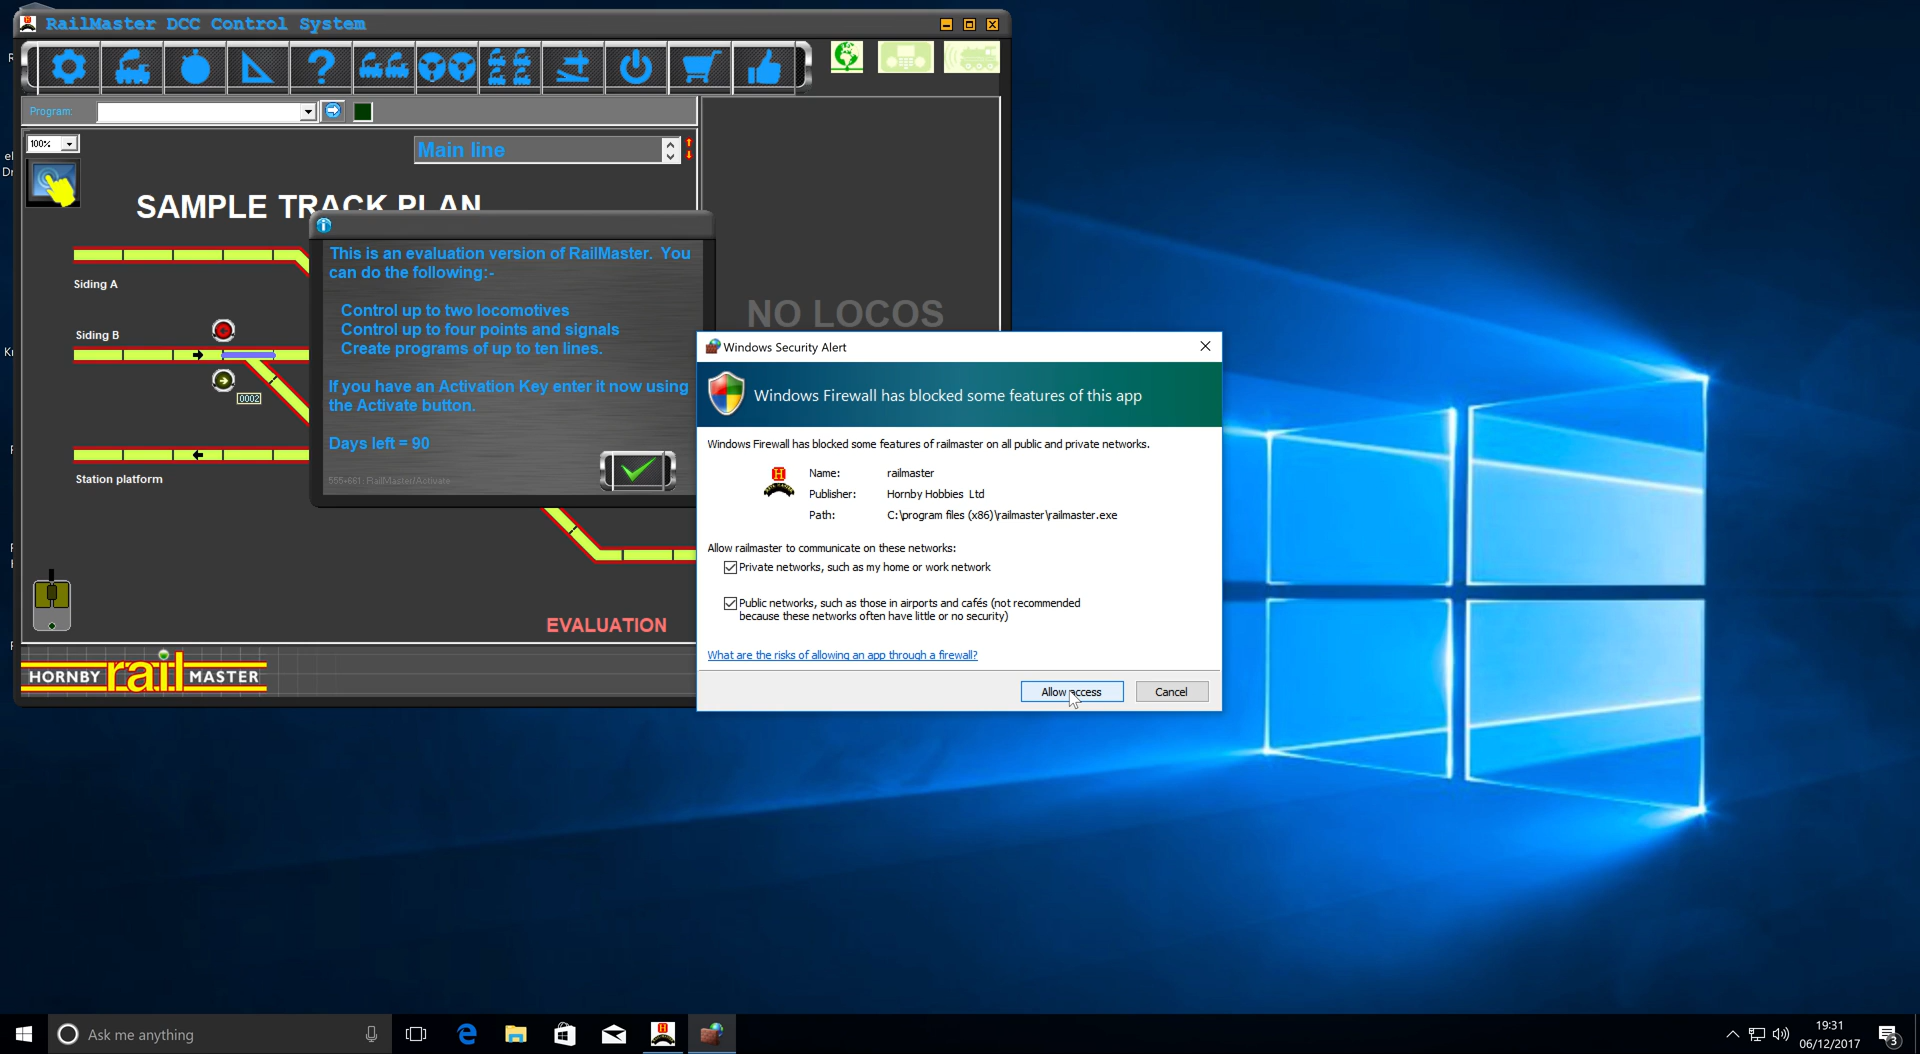 RailMaster DCC Control System
Program:
100%
Main line
SAMPLE TRACK PLAN
Siding A
Siding B
0002
Station platform
EVALUATION
HORNBY rail MASTER
NO LOCOS
This is an evaluation version of RailMaster. You
can do the following:-
Control up to two locomotives
Control up to four points and signals
Create programs of up to ten lines.
If you have an Activation Key enter it now using
the Activate button.
Days left = 90
555+661: RailMaster/Activate
Windows Security Alert
Windows Firewall has blocked some features of this app
Windows Firewall has blocked some features of railmaster on all public and private networks.
Name: railmaster
Publisher: Hornby Hobbies Ltd
Path: C:\program files (x86)\railmaster\railmaster.exe
Allow railmaster to communicate on these networks:
Private networks, such as my home or work network
Public networks, such as those in airports and cafés (not recommended
because these networks often have little or no security)
What are the risks of allowing an app through a firewall?
Allow access
Cancel
Ask me anything
19:31
06/12/2017
3